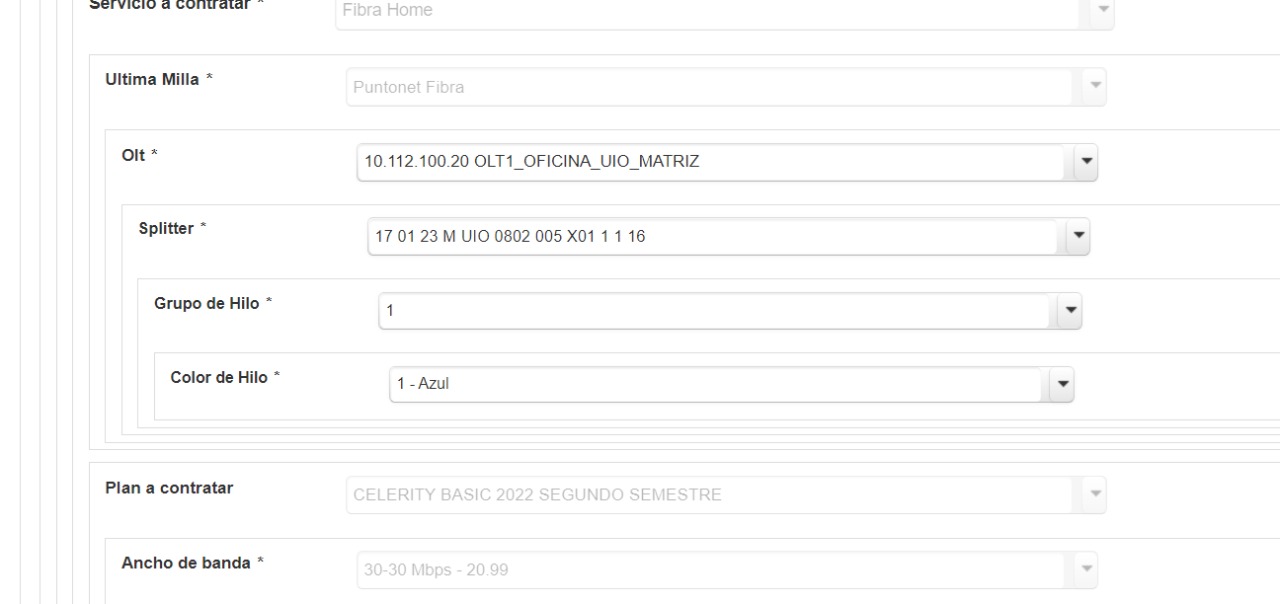 Servicio a contratar * Fibra Home
Ultima Milla * Puntonet Fibra
Olt * 10.112.100.20 OLT1_OFICINA_UIO_MATRIZ
Splitter * 17 01 23 M UIO 0802 005 X01 1 1 16
Grupo de Hilo * 1
Color de Hilo * 1 - Azul
Plan a contratar CELERITY BASIC 2022 SEGUNDO SEMESTRE
Ancho de banda * 30-30 Mbps - 20.99